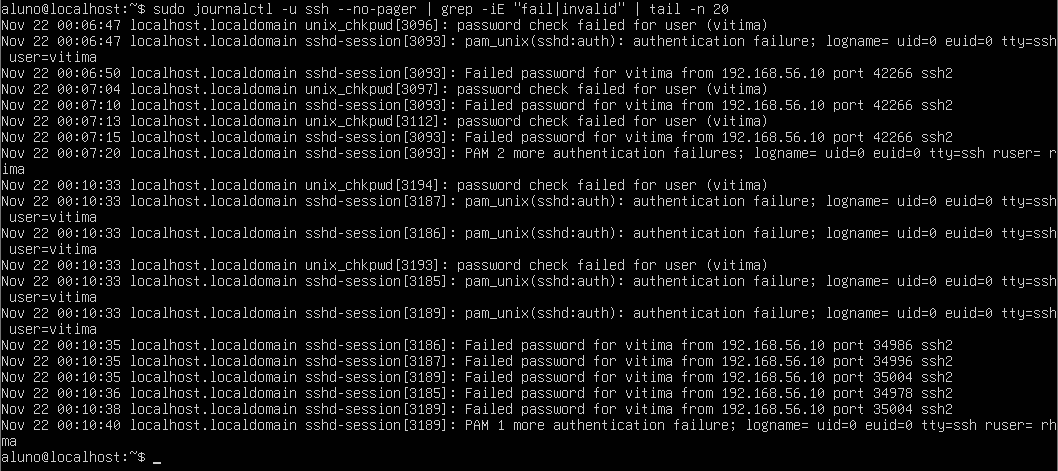 aluno@localhost:~$ sudo journalctl -u ssh --no-pager | grep -iE "fail|invalid" | tail -n 20
Nov 22 00:06:47 localhost.localdomain unix_chkpwd[3096]: password check failed for user (vitima)
Nov 22 00:06:47 localhost.localdomain sshd-session[3093]: pam_unix(sshd:auth): authentication failure; logname= uid=0 euid=0 tty=ssh
 user=vitima
Nov 22 00:06:50 localhost.localdomain sshd-session[3093]: Failed password for vitima from 192.168.56.10 port 42266 ssh2
Nov 22 00:07:04 localhost.localdomain unix_chkpwd[3097]: password check failed for user (vitima)
Nov 22 00:07:10 localhost.localdomain sshd-session[3093]: Failed password for vitima from 192.168.56.10 port 42266 ssh2
Nov 22 00:07:13 localhost.localdomain unix_chkpwd[3112]: password check failed for user (vitima)
Nov 22 00:07:15 localhost.localdomain sshd-session[3093]: Failed password for vitima from 192.168.56.10 port 42266 ssh2
Nov 22 00:07:20 localhost.localdomain sshd-session[3093]: PAM 2 more authentication failures; logname= uid=0 euid=0 tty=ssh ruser= r
ima
Nov 22 00:10:33 localhost.localdomain unix_chkpwd[3194]: password check failed for user (vitima)
Nov 22 00:10:33 localhost.localdomain sshd-session[3187]: pam_unix(sshd:auth): authentication failure; logname= uid=0 euid=0 tty=ssh
 user=vitima
Nov 22 00:10:33 localhost.localdomain sshd-session[3186]: pam_unix(sshd:auth): authentication failure; logname= uid=0 euid=0 tty=ssh
 user=vitima
Nov 22 00:10:33 localhost.localdomain unix_chkpwd[3193]: password check failed for user (vitima)
Nov 22 00:10:33 localhost.localdomain sshd-session[3185]: pam_unix(sshd:auth): authentication failure; logname= uid=0 euid=0 tty=ssh
 user=vitima
Nov 22 00:10:33 localhost.localdomain sshd-session[3189]: pam_unix(sshd:auth): authentication failure; logname= uid=0 euid=0 tty=ssh
 user=vitima
Nov 22 00:10:35 localhost.localdomain sshd-session[3186]: Failed password for vitima from 192.168.56.10 port 34986 ssh2
Nov 22 00:10:35 localhost.localdomain sshd-session[3187]: Failed password for vitima from 192.168.56.10 port 34996 ssh2
Nov 22 00:10:35 localhost.localdomain sshd-session[3189]: Failed password for vitima from 192.168.56.10 port 35004 ssh2
Nov 22 00:10:36 localhost.localdomain sshd-session[3185]: Failed password for vitima from 192.168.56.10 port 34978 ssh2
Nov 22 00:10:38 localhost.localdomain sshd-session[3189]: Failed password for vitima from 192.168.56.10 port 35004 ssh2
Nov 22 00:10:40 localhost.localdomain sshd-session[3189]: PAM 1 more authentication failure; logname= uid=0 euid=0 tty=ssh ruser= rh
ma
aluno@localhost:~$ _